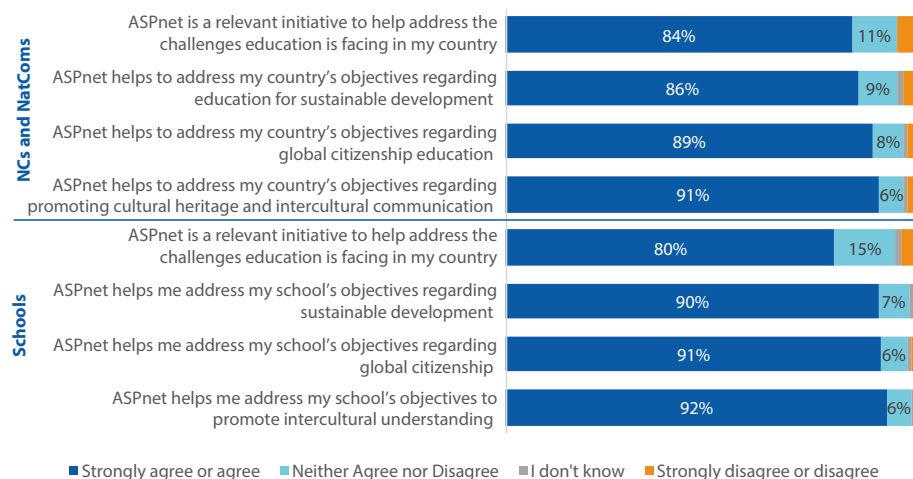 NCs and NatComs
ASPnet is a relevant initiative to help address the
challenges education is facing in my country
84%
11%
ASPnet helps to address my country’s objectives regarding
education for sustainable development
86%
9%
ASPnet helps to address my country’s objectives regarding
global citizenship education
89%
8%
ASPnet helps to address my country’s objectives regarding
promoting cultural heritage and intercultural communication
91%
6%
Schools
ASPnet is a relevant initiative to help address the
challenges education is facing in my country
80%
15%
ASPnet helps me address my school’s objectives regarding
sustainable development
90%
7%
ASPnet helps me address my school’s objectives regarding
global citizenship
91%
6%
ASPnet helps me address my school’s objectives to
promote intercultural understanding
92%
6%
Strongly agree or agree
Neither Agree nor Disagree
I don't know
Strongly disagree or disagree